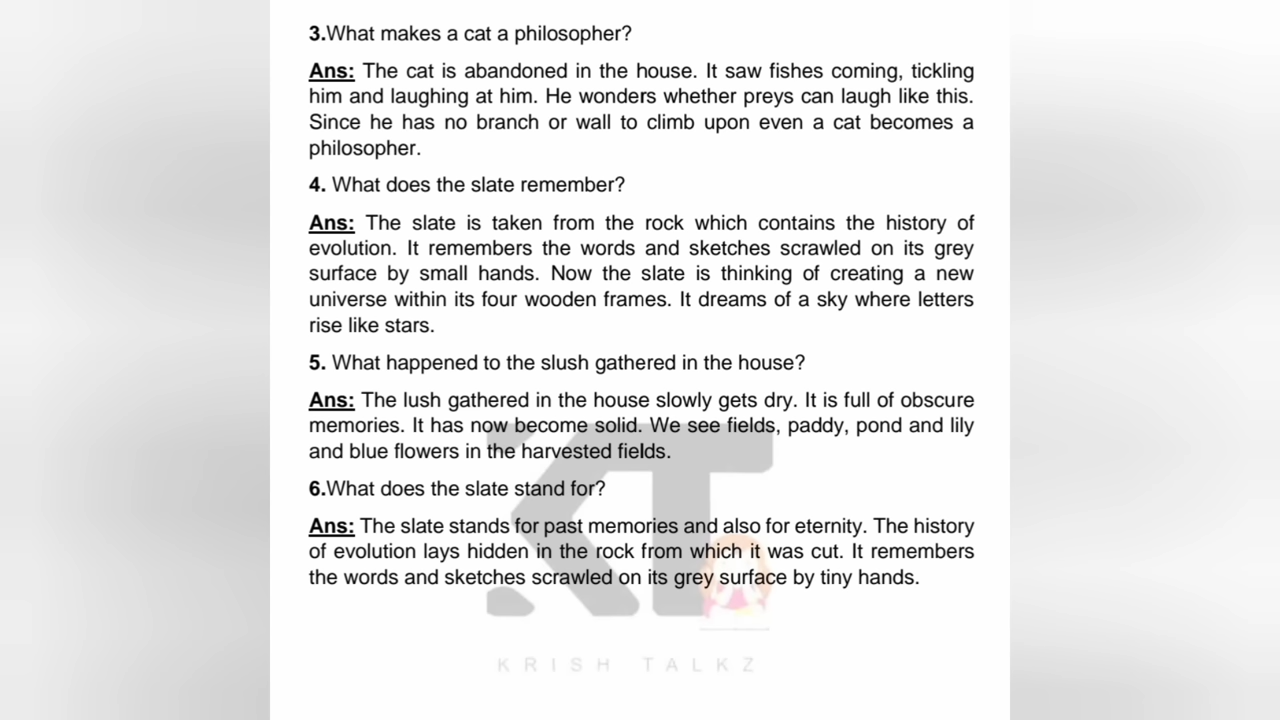 3.What makes a cat a philosopher?
Ans: The cat is abandoned in the house. It saw fishes coming, tickling
him and laughing at him. He wonders whether preys can laugh like this.
Since he has no branch or wall to climb upon even a cat becomes a
philosopher.
4. What does the slate remember?
Ans: The slate is taken from the rock which contains the history of
evolution. It remembers the words and sketches scrawled on its grey
surface by small hands. Now the slate is thinking of creating a new
universe within its four wooden frames. It dreams of a sky where letters
rise like stars.
5. What happened to the slush gathered in the house?
Ans: The lush gathered in the house slowly gets dry. It is full of obscure
memories. It has now become solid. We see fields, paddy, pond and lily
and blue flowers in the harvested fields.
6.What does the slate stand for?
Ans: The slate stands for past memories and also for eternity. The history
of evolution lays hidden in the rock from which it was cut. It remembers
the words and sketches scrawled on its grey surface by tiny hands.
KT
KRISH TALKZ